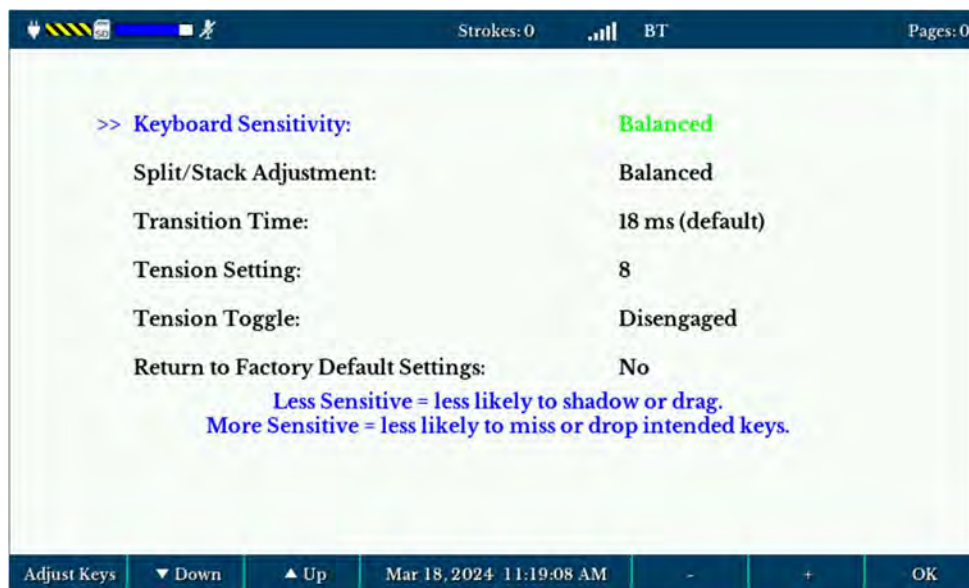 SD Strokes: 0 BT Pages: 0
>> Keyboard Sensitivity: Balanced
Split/Stack Adjustment: Balanced
Transition Time: 18 ms (default)
Tension Setting: 8
Tension Toggle: Disengaged
Return to Factory Default Settings: No
Less Sensitive = less likely to shadow or drag.
More Sensitive = less likely to miss or drop intended keys.
Adjust Keys ▼ Down ▲ Up Mar 18, 2024 11:19:08 AM - + OK